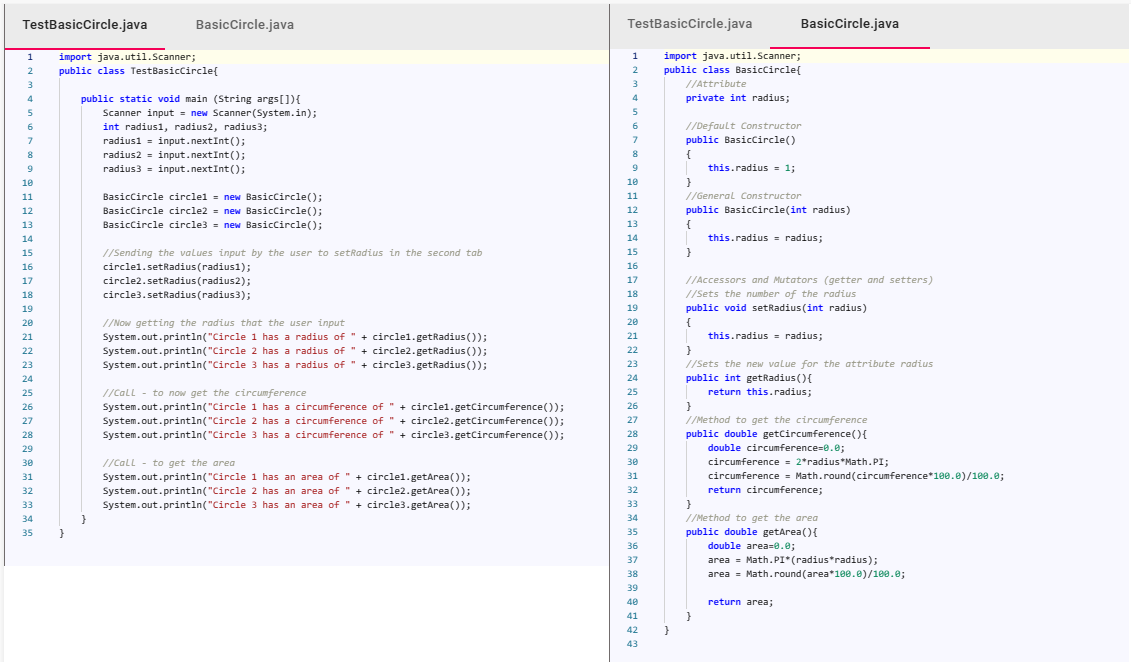 TestBasicCircle.java BasicCircle.java
1 import java.util.Scanner;
2 public class TestBasicCircle{
3
4 public static void main (String args[]){
5 Scanner input = new Scanner(System.in);
6 int radius1, radius2, radius3;
7 radius1 = input.nextInt();
8 radius2 = input.nextInt();
9 radius3 = input.nextInt();
10
11 BasicCircle circle1 = new BasicCircle();
12 BasicCircle circle2 = new BasicCircle();
13 BasicCircle circle3 = new BasicCircle();
14
15 //Sending the values input by the user to setRadius in the second tab
16 circle1.setRadius(radius1);
17 circle2.setRadius(radius2);
18 circle3.setRadius(radius3);
19
20 //Now getting the radius that the user input
21 System.out.println("Circle 1 has a radius of " + circle1.getRadius());
22 System.out.println("Circle 2 has a radius of " + circle2.getRadius());
23 System.out.println("Circle 3 has a radius of " + circle3.getRadius());
24
25 //Call - to now get the circumference
26 System.out.println("Circle 1 has a circumference of " + circle1.getCircumference());
27 System.out.println("Circle 2 has a circumference of " + circle2.getCircumference());
28 System.out.println("Circle 3 has a circumference of " + circle3.getCircumference());
29
30 //Call - to get the area
31 System.out.println("Circle 1 has an area of " + circle1.getArea());
32 System.out.println("Circle 2 has an area of " + circle2.getArea());
33 System.out.println("Circle 3 has an area of " + circle3.getArea());
34 }
35 }
TestBasicCircle.java BasicCircle.java
1 import java.util.Scanner;
2 public class BasicCircle{
3 //Attribute
4 private int radius;
5
6 //Default Constructor
7 public BasicCircle()
8 {
9 this.radius = 1;
10 }
11 //General Constructor
12 public BasicCircle(int radius)
13 {
14 this.radius = radius;
15 }
16
17 //Accessors and Mutators (getter and setters)
18 //Sets the number of the radius
19 public void setRadius(int radius)
20 {
21 this.radius = radius;
22 }
23 //Sets the new value for the attribute radius
24 public int getRadius(){
25 return this.radius;
26 }
27 //Method to get the circumference
28 public double getCircumference(){
29 double circumference=0.0;
30 circumference = 2*radius*Math.PI;
31 circumference = Math.round(circumference*100.0)/100.0;
32 return circumference;
33 }
34 //Method to get the area
35 public double getArea(){
36 double area=0.0;
37 area = Math.PI*(radius*radius);
38 area = Math.round(area*100.0)/100.0;
39
40 return area;
41 }
42 }
43